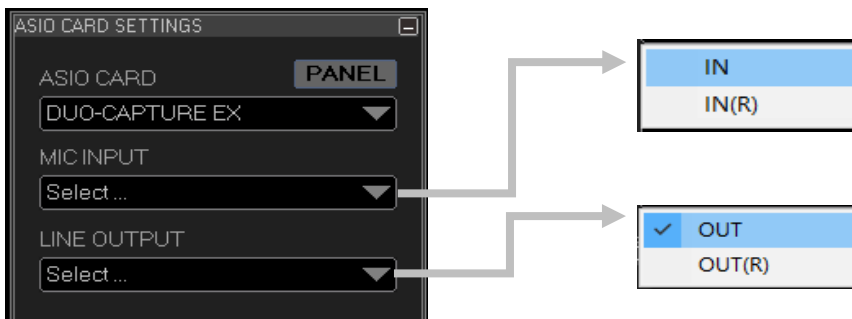 ASIO CARD SETTINGS
ASIO CARD
PANEL
DUO-CAPTURE EX
MIC INPUT
Select ...
LINE OUTPUT
Select ...
IN
IN(R)
OUT
OUT(R)